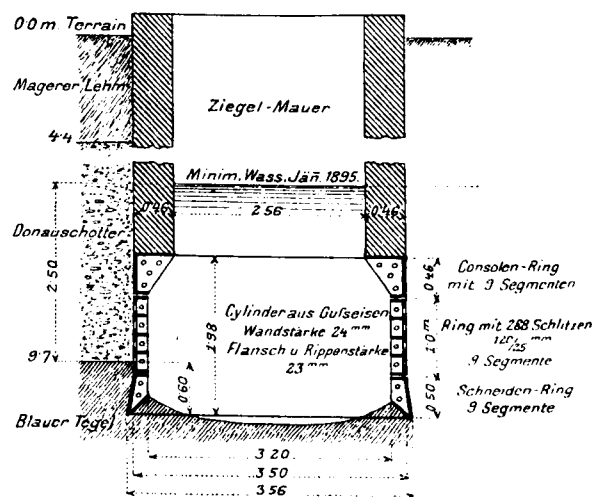 0·0 m. Terrain
Magerer Lehm
Ziegel-Mauer
4·4
Minim. Wass. Jän. 1895.
0·46
2·56
0·46
Donauschotter
2·50
Consolen-Ring
mit 9 Segmenten
0·46
Cylinder aus Gufseisen
Wandstärke 24 mm
Flansch u Rippenstärke
23 mm
1·98
Ring mit 288 Schlitzen
9 Segmente
1·0 m
9·7
0·60
Schneiden-Ring
9 Segmente
0·50
Blauer Tegel
3·20
3·50
3·56